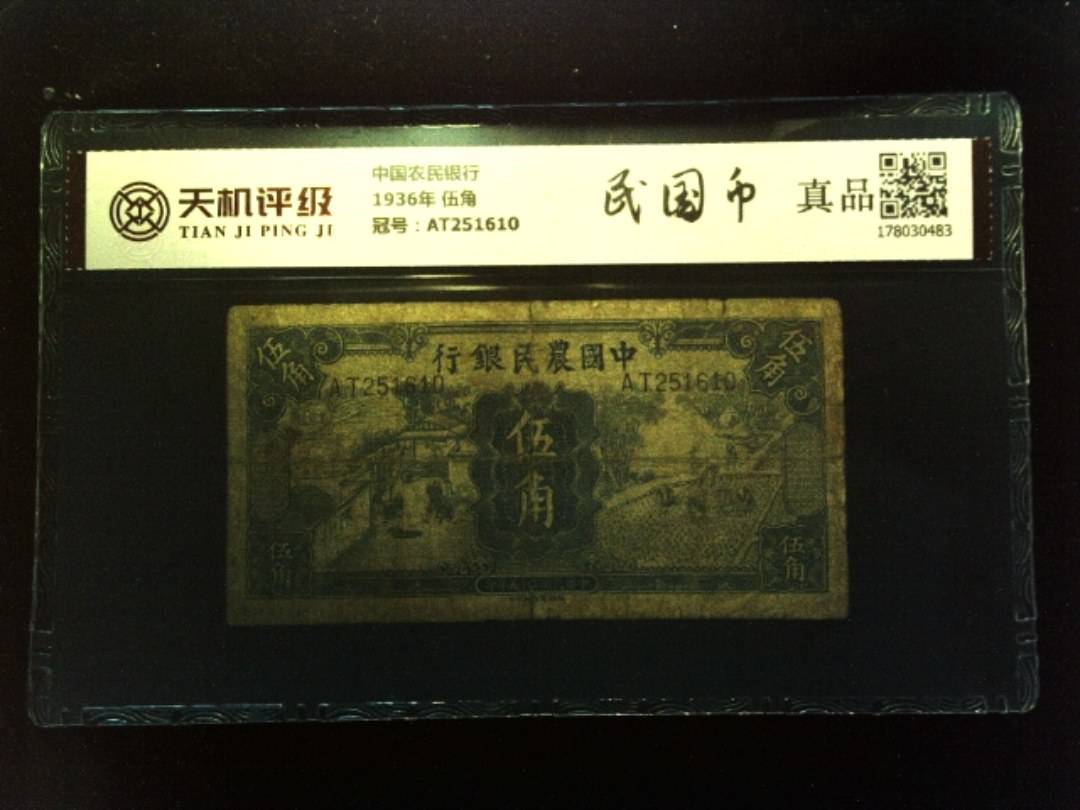 天机评级
TIAN JI PING JI
中国农民银行
1936年 伍角
冠号：AT251610
民国币
真品
178030483
行銀民農國中
伍角
伍角
AT251610
AT251610
伍角
伍角
伍角